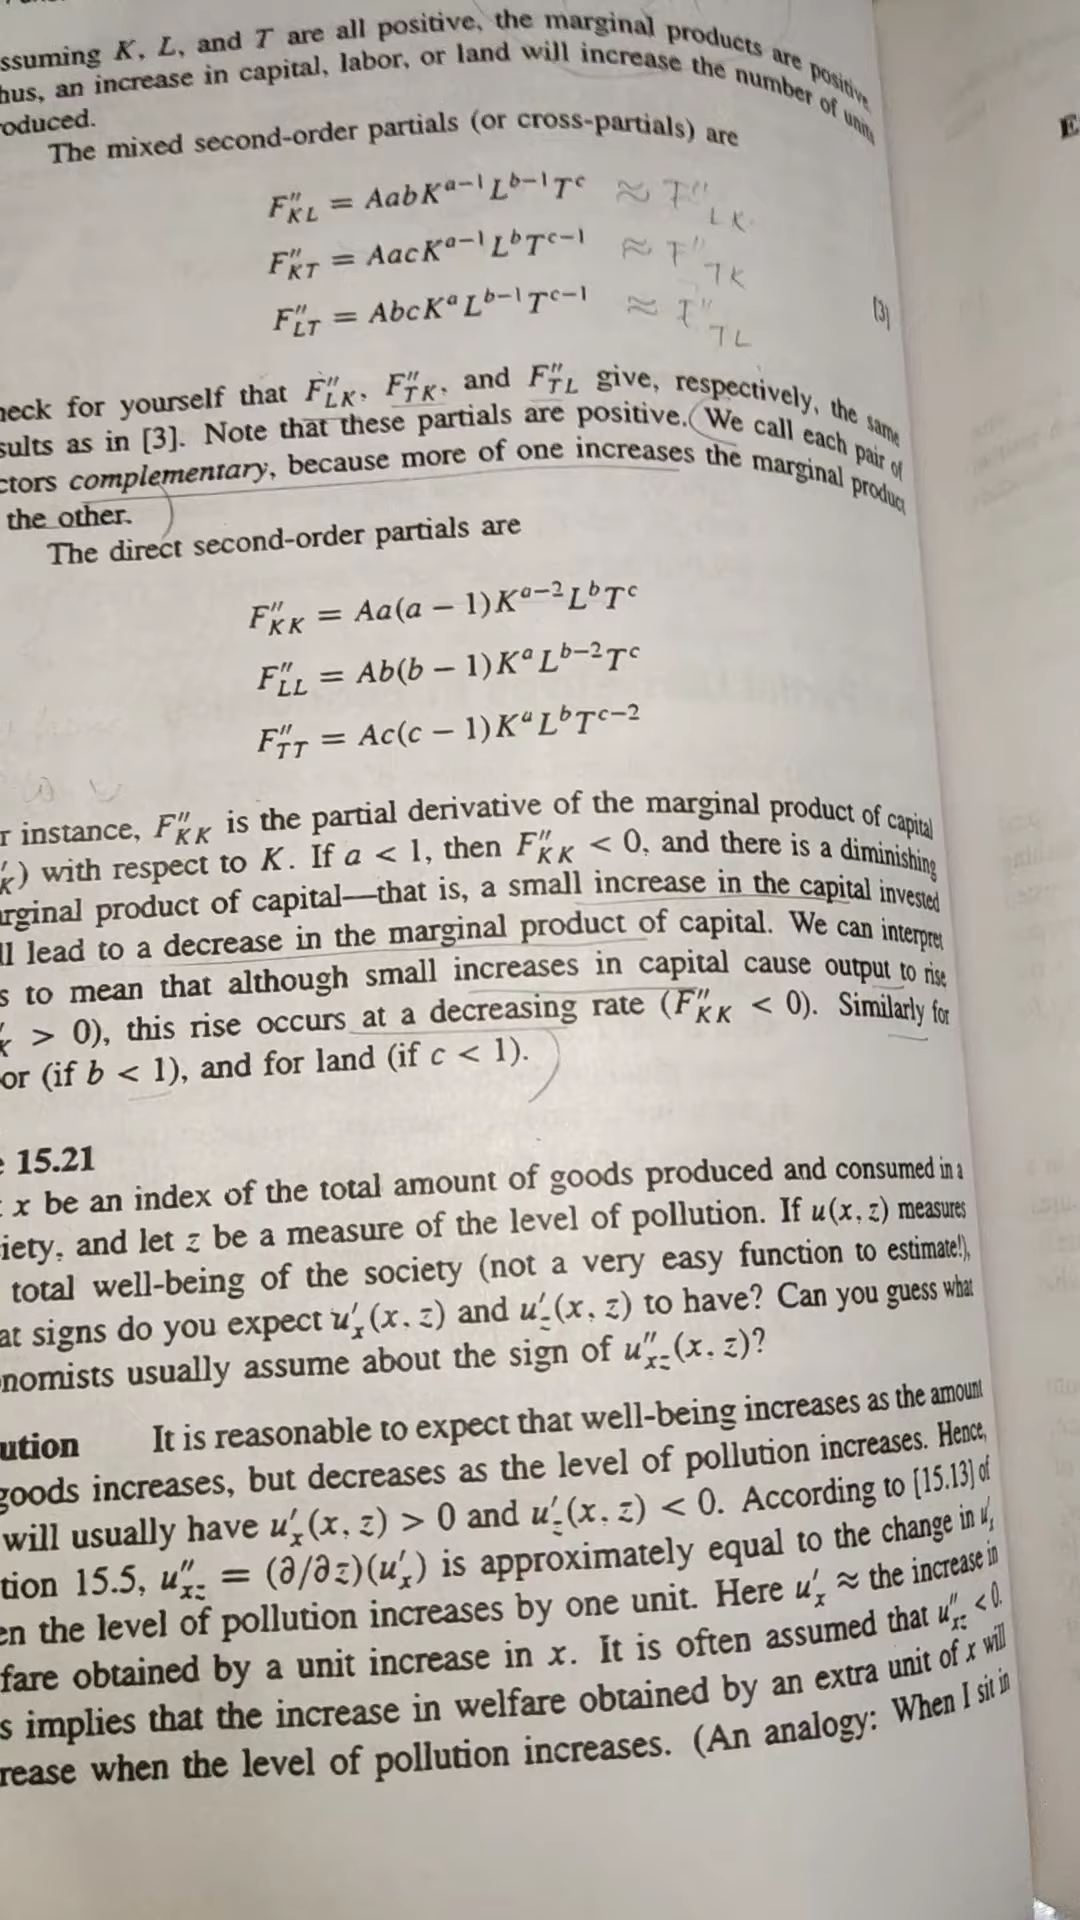 ssuming K, L, and T are all positive, the marginal products are positive.
hus, an increase in capital, labor, or land will increase the number of units
roduced.
The mixed second-order partials (or cross-partials) are
F″KL = AabK^{a−1}L^{b−1}T^c ≈ F″LK
F″KT = AacK^{a−1}L^bT^{c−1} ≈ F″TK
F″LT = AbcK^aL^{b−1}T^{c−1} ≈ F″TL
[3]
heck for yourself that F″LK, F″TK, and F″TL give, respectively, the same
sults as in [3]. Note that these partials are positive. We call each pair of
ctors complementary, because more of one increases the marginal product
the other.
The direct second-order partials are
F″KK = Aa(a − 1)K^{a−2}L^bT^c
F″LL = Ab(b − 1)K^aL^{b−2}T^c
F″TT = Ac(c − 1)K^aL^bT^{c−2}
r instance, F″KK is the partial derivative of the marginal product of capital
′K) with respect to K. If a < 1, then F″KK < 0, and there is a diminishing
arginal product of capital—that is, a small increase in the capital invested
ll lead to a decrease in the marginal product of capital. We can interpret
s to mean that although small increases in capital cause output to rise
′K > 0), this rise occurs at a decreasing rate (F″KK < 0). Similarly for
or (if b < 1), and for land (if c < 1).
e 15.21
x be an index of the total amount of goods produced and consumed in a
iety, and let z be a measure of the level of pollution. If u(x, z) measures
total well-being of the society (not a very easy function to estimate!),
at signs do you expect u′x(x, z) and u′z(x, z) to have? Can you guess what
onomists usually assume about the sign of u″xz(x, z)?
ution It is reasonable to expect that well-being increases as the amount
goods increases, but decreases as the level of pollution increases. Hence,
will usually have u′x(x, z) > 0 and u′z(x, z) < 0. According to [15.13] of
tion 15.5, u″xz = (∂/∂z)(u′x) is approximately equal to the change in u′x
en the level of pollution increases by one unit. Here u′x ≈ the increase in
fare obtained by a unit increase in x. It is often assumed that u″xz < 0.
s implies that the increase in welfare obtained by an extra unit of x will
rease when the level of pollution increases. (An analogy: When I sit in